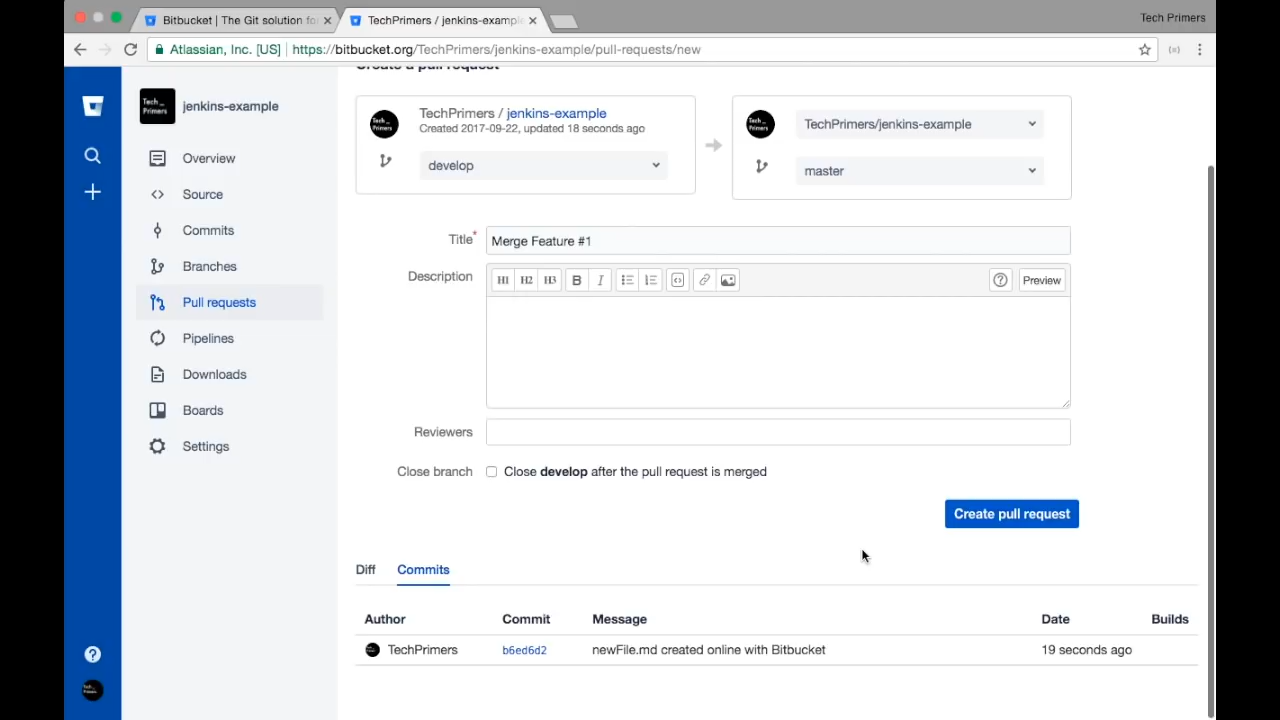 Bitbucket | The Git solution for
TechPrimers / jenkins-example
Tech Primers
Atlassian, Inc. [US] | https://bitbucket.org/TechPrimers/jenkins-example/pull-requests/new
Create a pull request
Tech_ Primers
jenkins-example
Overview
Source
Commits
Branches
Pull requests
Pipelines
Downloads
Boards
Settings
TechPrimers / jenkins-example
Created 2017-09-22, updated 18 seconds ago
develop
TechPrimers/jenkins-example
master
Title*
Merge Feature #1
Description
H1 H2 H3 B I
Preview
Reviewers
Close branch
Close develop after the pull request is merged
Create pull request
Diff Commits
Author Commit Message Date Builds
TechPrimers b6ed6d2 newFile.md created online with Bitbucket 19 seconds ago